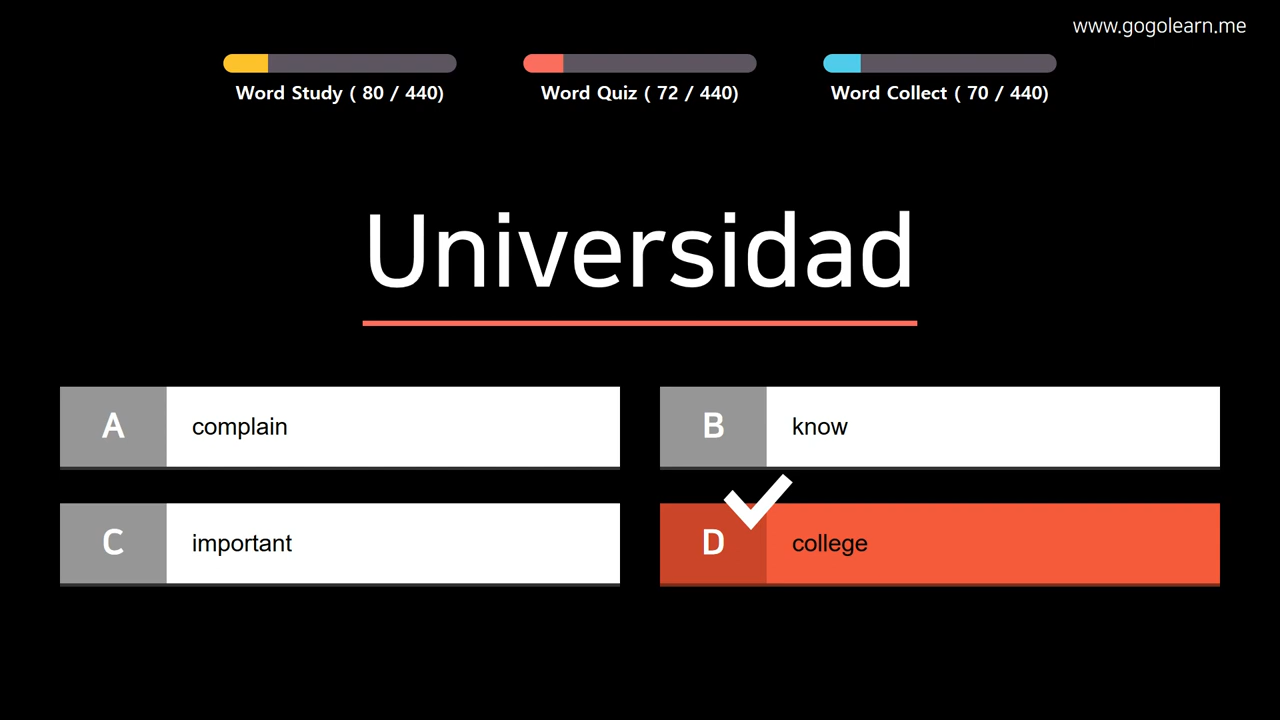 www.gogolearn.me
Word Study ( 80 / 440)
Word Quiz ( 72 / 440)
Word Collect ( 70 / 440)
Universidad
A complain
B know
C important
D college